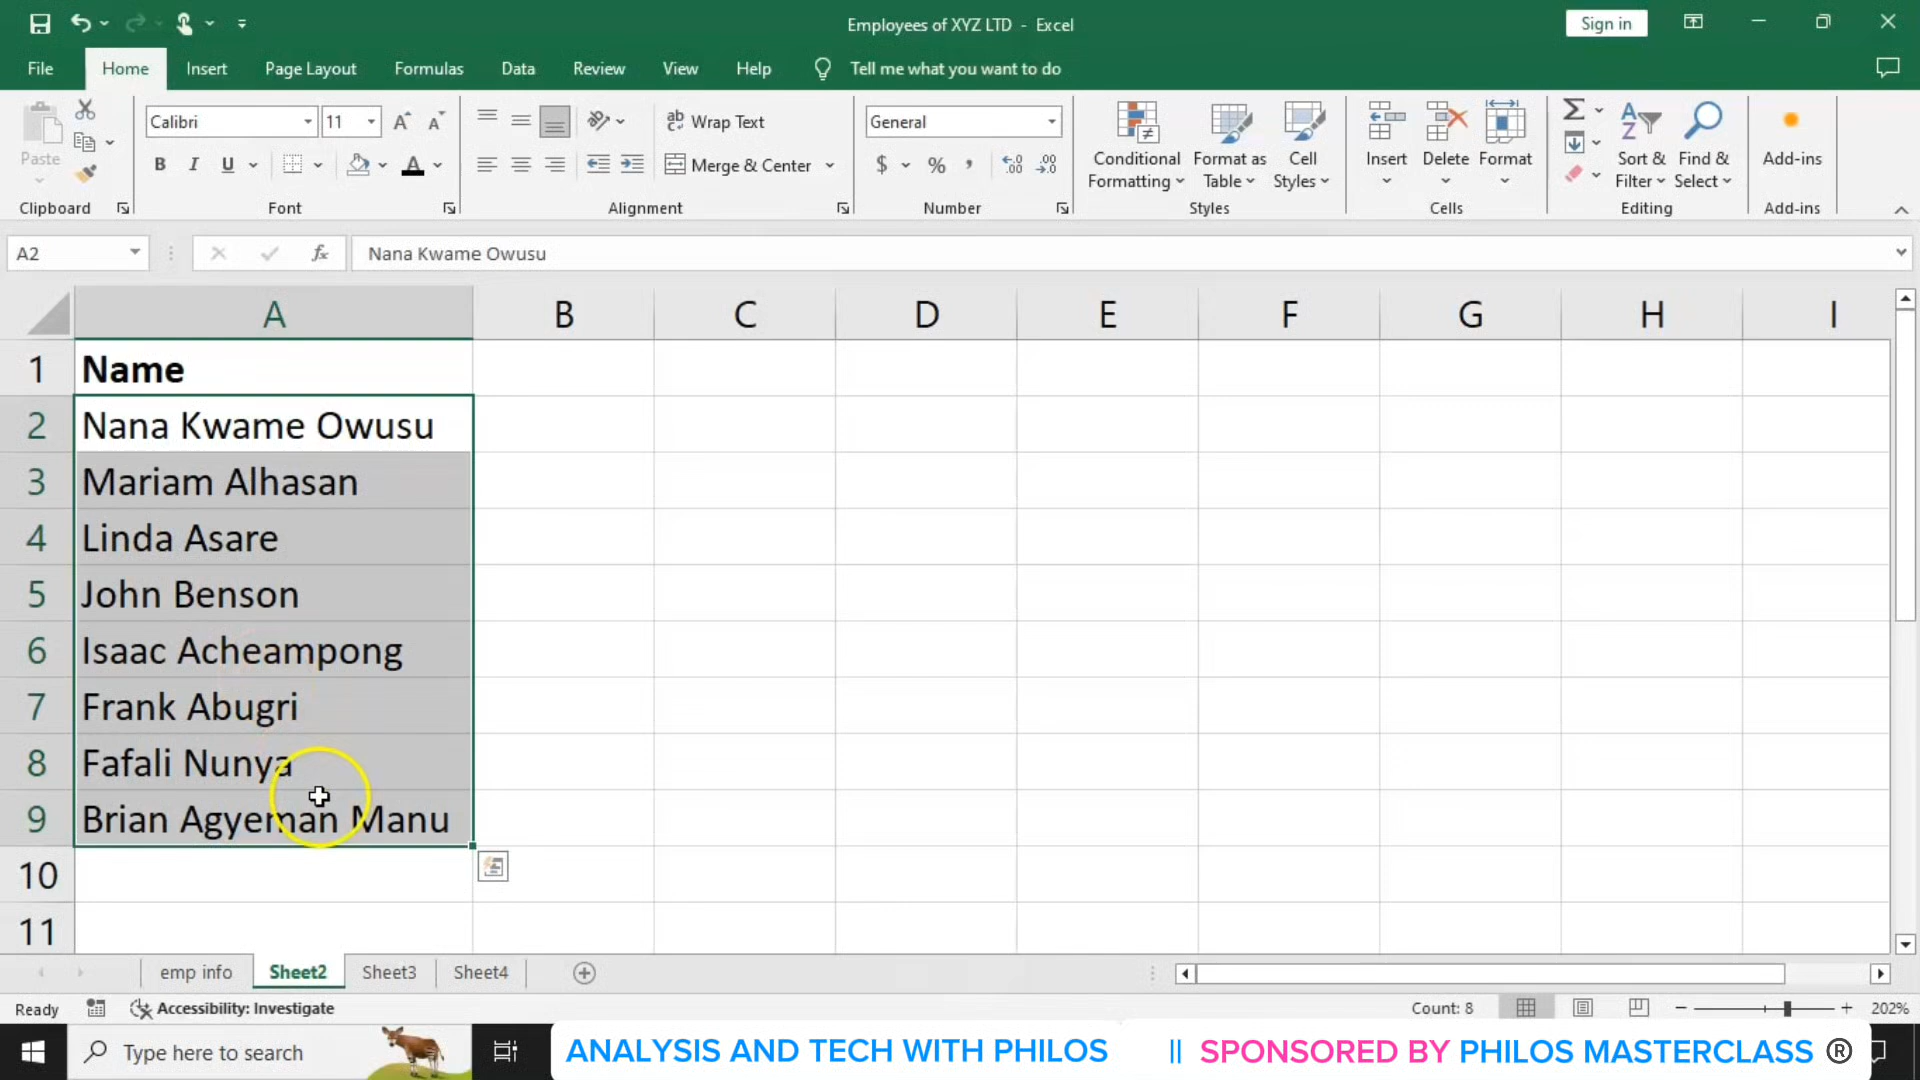 Employees of XYZ LTD - Excel
Sign in
File Home Insert Page Layout Formulas Data Review View Help Tell me what you want to do
Paste
Clipboard
Calibri 11
B I U A
Font
Wrap Text
Merge & Center
Alignment
General
$ % ,
Number
Conditional Formatting
Format as Table
Cell Styles
Styles
Insert
Delete
Format
Cells
Sort & Filter
Find & Select
Editing
Add-ins
Add-ins
A2 fx Nana Kwame Owusu
A B C D E F G H I
1 Name
2 Nana Kwame Owusu
3 Mariam Alhasan
4 Linda Asare
5 John Benson
6 Isaac Acheampong
7 Frank Abugri
8 Fafali Nunya
9 Brian Agyeman Manu
10
11
emp info Sheet2 Sheet3 Sheet4
Ready Accessibility: Investigate Count: 8 202%
Type here to search
ANALYSIS AND TECH WITH PHILOS || SPONSORED BY PHILOS MASTERCLASS ®